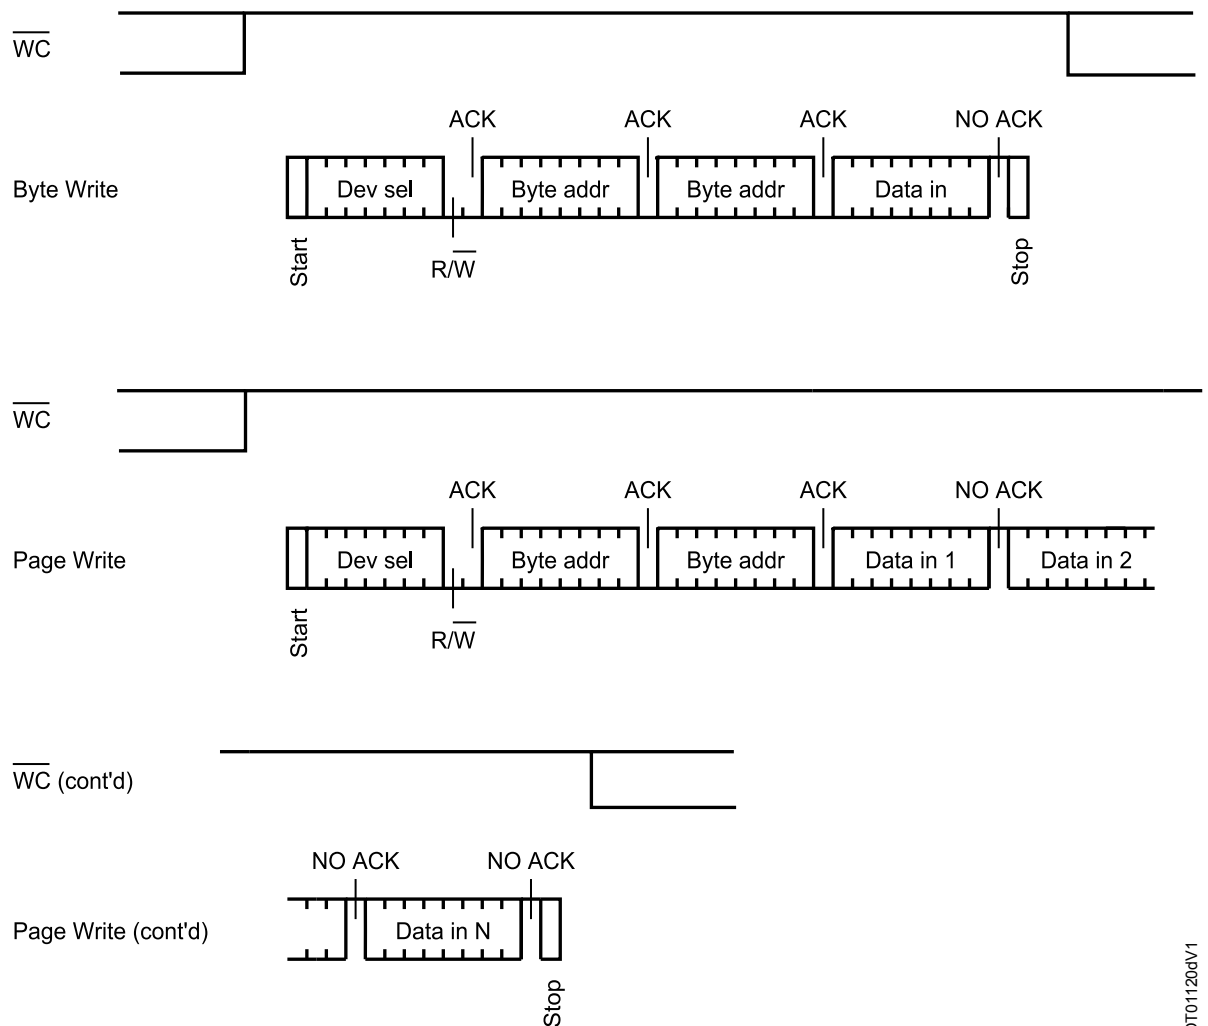 WC
ACK ACK ACK NO ACK
Byte Write Dev sel Byte addr Byte addr Data in
Start R/W Stop
WC
ACK ACK ACK NO ACK
Page Write Dev sel Byte addr Byte addr Data in 1 Data in 2
Start R/W
WC (cont'd)
NO ACK NO ACK
Page Write (cont'd) Data in N
Stop